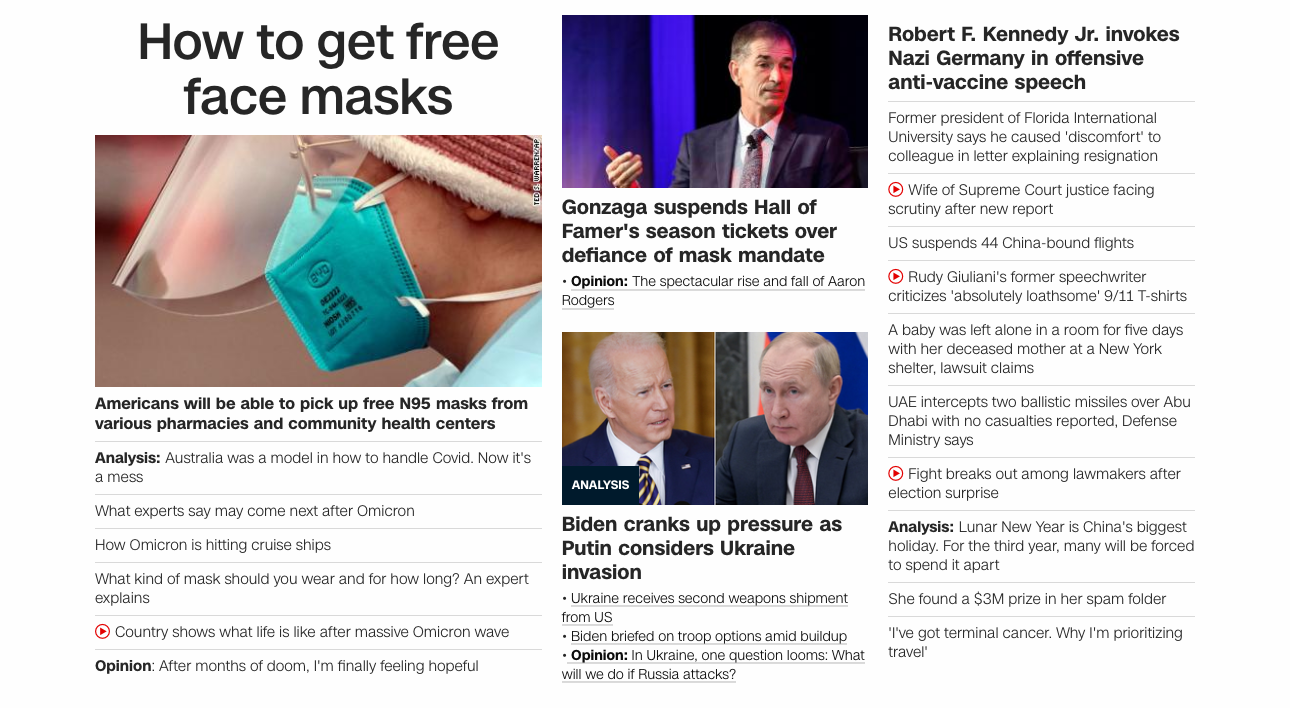 How to get free
face masks
TED S. WARREN/AP
BYD
NIOSH N95
Americans will be able to pick up free N95 masks from
various pharmacies and community health centers
Analysis: Australia was a model in how to handle Covid. Now it's
a mess
What experts say may come next after Omicron
How Omicron is hitting cruise ships
What kind of mask should you wear and for how long? An expert
explains
Country shows what life is like after massive Omicron wave
Opinion: After months of doom, I'm finally feeling hopeful
Gonzaga suspends Hall of
Famer's season tickets over
defiance of mask mandate
• Opinion: The spectacular rise and fall of Aaron
Rodgers
ANALYSIS
Biden cranks up pressure as
Putin considers Ukraine
invasion
• Ukraine receives second weapons shipment
from US
• Biden briefed on troop options amid buildup
• Opinion: In Ukraine, one question looms: What
will we do if Russia attacks?
Robert F. Kennedy Jr. invokes
Nazi Germany in offensive
anti-vaccine speech
Former president of Florida International
University says he caused 'discomfort' to
colleague in letter explaining resignation
Wife of Supreme Court justice facing
scrutiny after new report
US suspends 44 China-bound flights
Rudy Giuliani's former speechwriter
criticizes 'absolutely loathsome' 9/11 T-shirts
A baby was left alone in a room for five days
with her deceased mother at a New York
shelter, lawsuit claims
UAE intercepts two ballistic missiles over Abu
Dhabi with no casualties reported, Defense
Ministry says
Fight breaks out among lawmakers after
election surprise
Analysis: Lunar New Year is China's biggest
holiday. For the third year, many will be forced
to spend it apart
She found a $3M prize in her spam folder
'I've got terminal cancer. Why I'm prioritizing
travel'